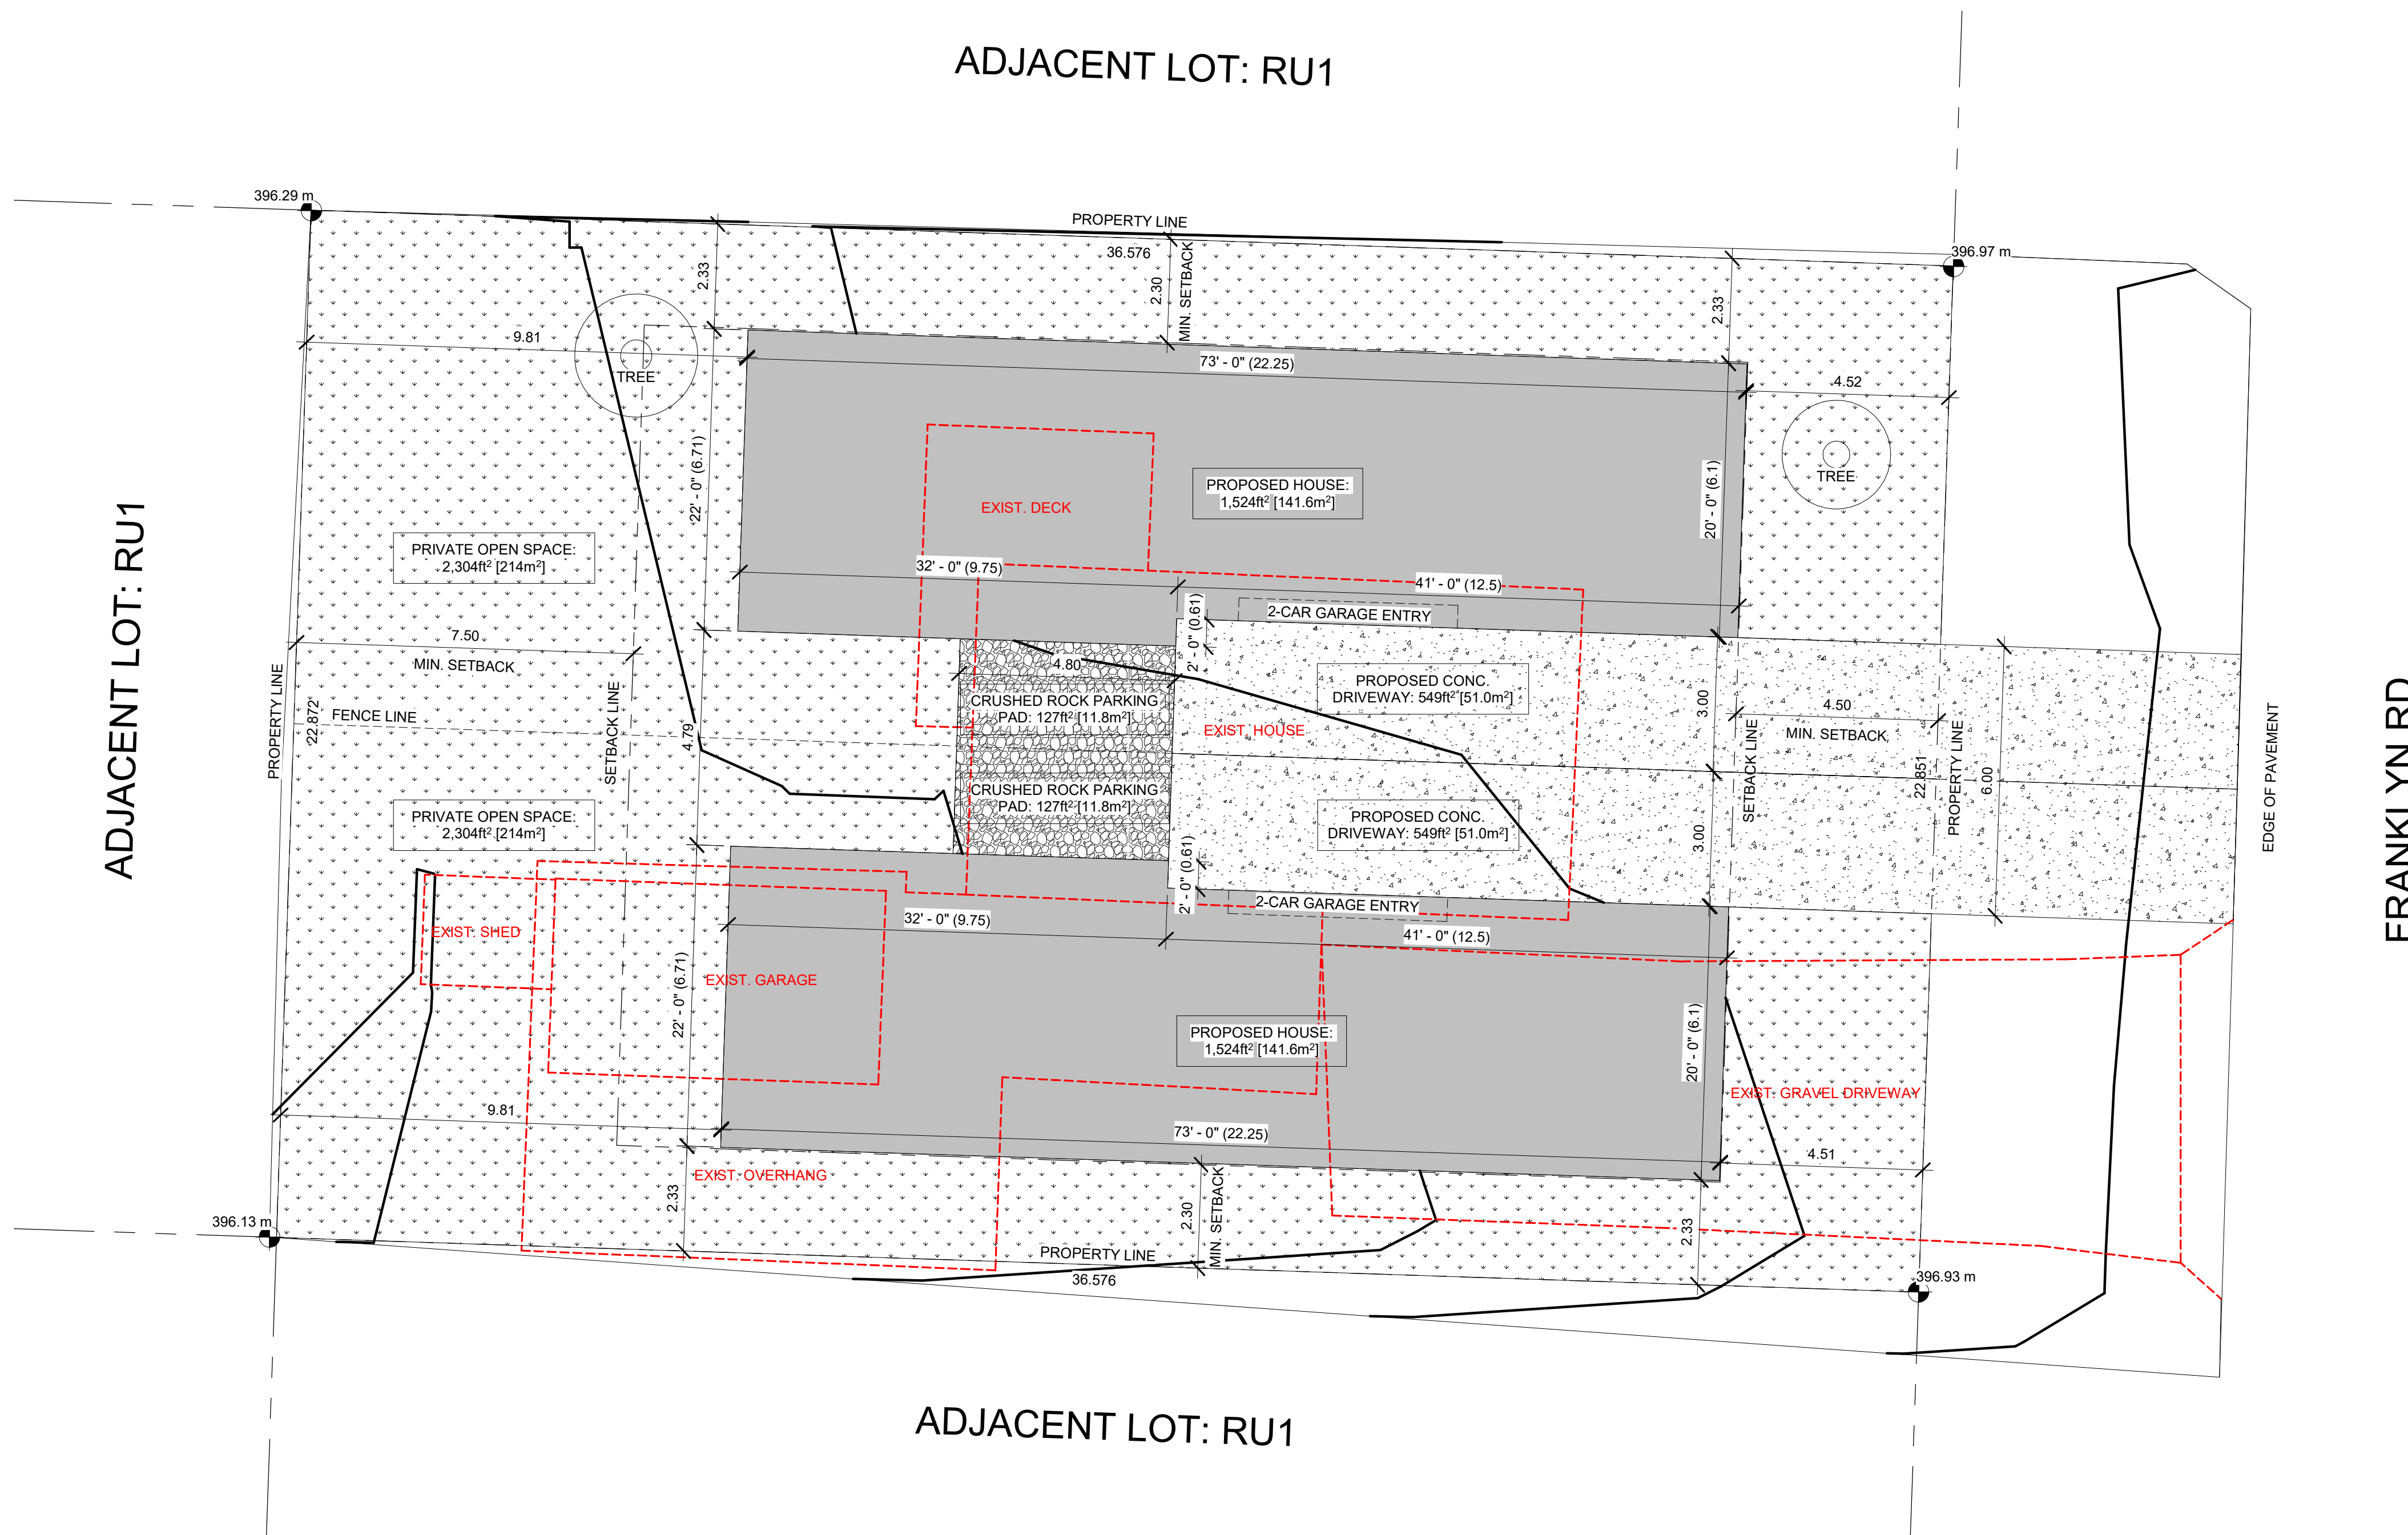 ADJACENT LOT: RU1
396.29 m
PROPERTY LINE
36.576
396.97 m
2.33
2.30
MIN. SETBACK
2.33
9.81
TREE
73' - 0" (22.25)
4.52
22' - 0" (6.71)
PROPOSED HOUSE:
1,524ft² [141.6m²]
20' - 0" (6.1)
TREE
EXIST. DECK
ADJACENT LOT: RU1
PRIVATE OPEN SPACE:
2,304ft² [214m²]
32' - 0" (9.75)
41' - 0" (12.5)
2' - 0" (0.61)
2-CAR GARAGE ENTRY
7.50
MIN. SETBACK
4.80
PROPOSED CONC.
DRIVEWAY: 549ft² [51.0m²]
CRUSHED ROCK PARKING
PAD: 127ft² [11.8m²]
3.00
4.50
MIN. SETBACK
PROPERTY LINE
22.872
FENCE LINE
SETBACK LINE
4.79
EXIST. HOUSE
SETBACK LINE
22.851
PROPERTY LINE
6.00
EDGE OF PAVEMENT
FRANKLYN RD
CRUSHED ROCK PARKING
PAD: 127ft² [11.8m²]
PRIVATE OPEN SPACE:
2,304ft² [214m²]
PROPOSED CONC.
DRIVEWAY: 549ft² [51.0m²]
3.00
2' - 0" (0.61)
2-CAR GARAGE ENTRY
EXIST. SHED
32' - 0" (9.75)
41' - 0" (12.5)
EXIST. GARAGE
22' - 0" (6.71)
PROPOSED HOUSE:
1,524ft² [141.6m²]
20' - 0" (6.1)
EXIST. GRAVEL DRIVEWAY
9.81
73' - 0" (22.25)
4.51
EXIST. OVERHANG
2.33
2.30
MIN. SETBACK
2.33
396.13 m
PROPERTY LINE
36.576
396.93 m
ADJACENT LOT: RU1